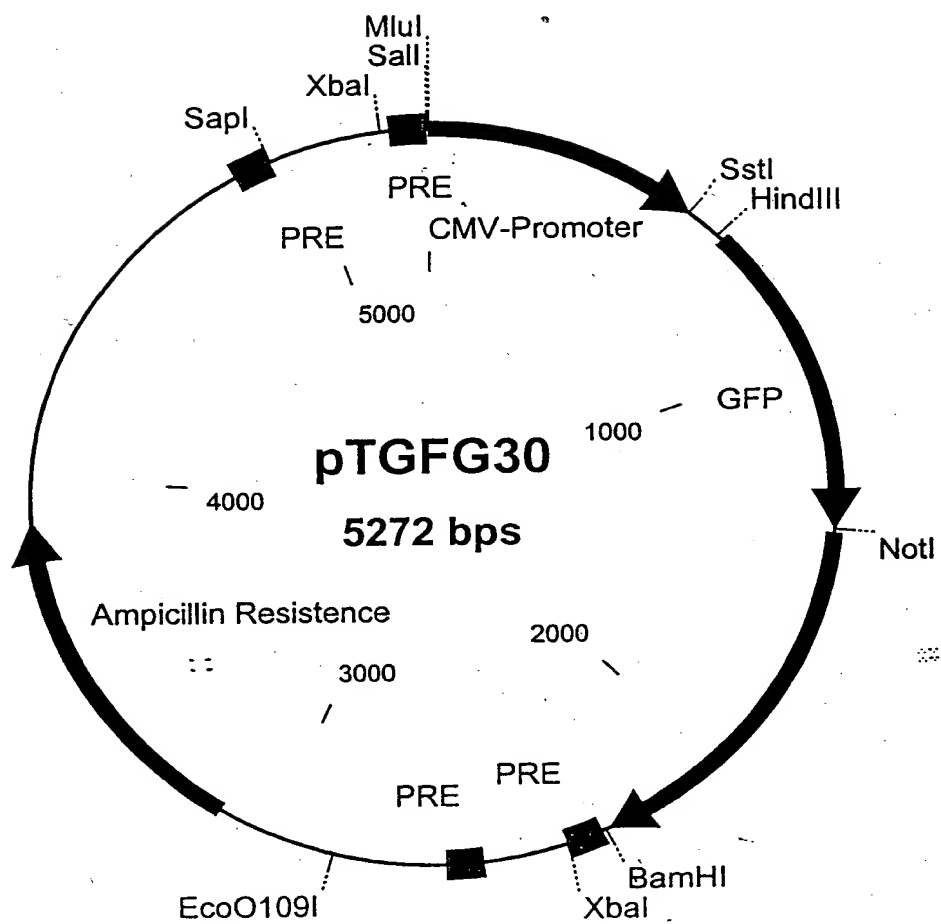 MluI
SalI
XbaI
SapI
SstI
HindIII
PRE
PRE
CMV-Promoter
5000
GFP
1000
pTGFG30
4000
5272 bps
NotI
Ampicillin Resistence
2000
3000
PRE
PRE
BamHI
EcoO109I
XbaI